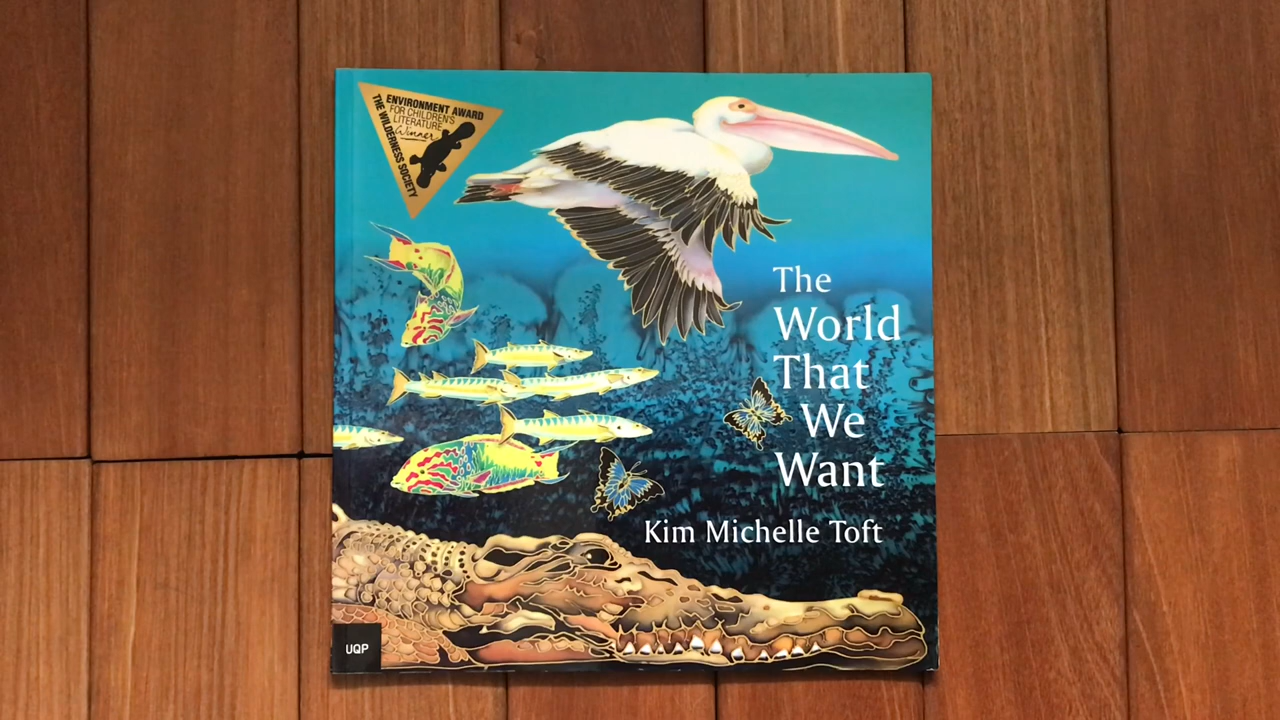 ENVIRONMENT AWARD
FOR CHILDREN'S
LITERATURE
Winner
THE WILDERNESS SOCIETY
The
World
That
We
Want
Kim Michelle Toft
UQP